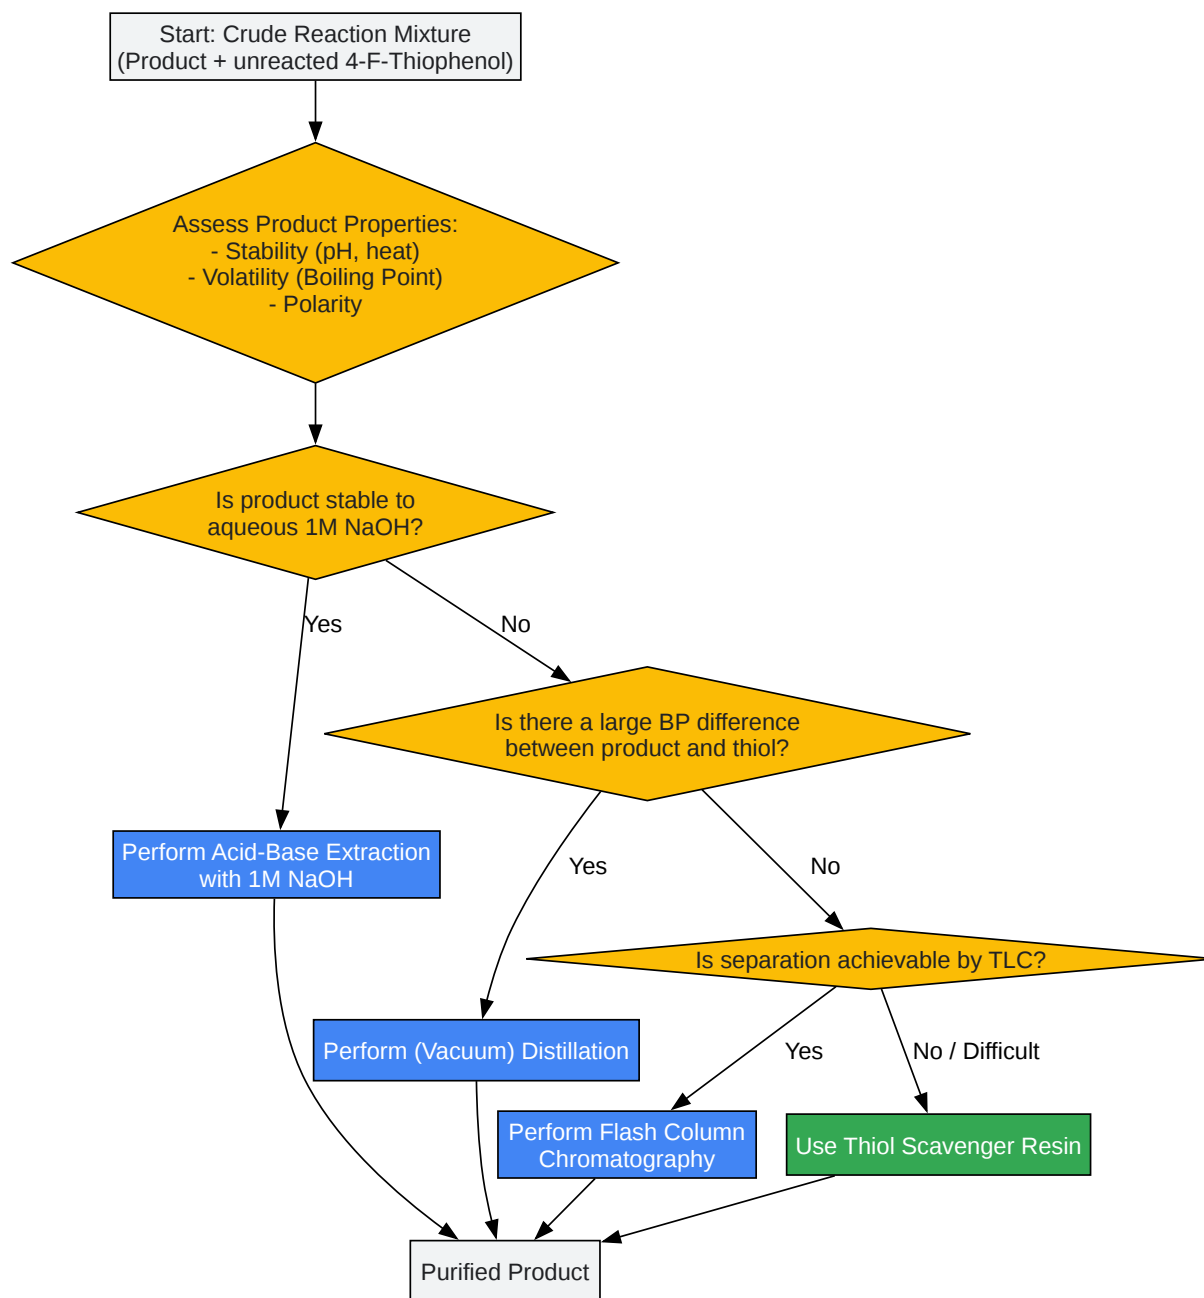 Start: Crude Reaction Mixture
(Product + unreacted 4-F-Thiophenol)
Assess Product Properties:
- Stability (pH, heat)
- Volatility (Boiling Point)
- Polarity
Is product stable to
aqueous 1M NaOH?
Yes
No
Is there a large BP difference
between product and thiol?
Perform Acid-Base Extraction
with 1M NaOH
Yes
No
Is separation achievable by TLC?
Perform (Vacuum) Distillation
Yes
No / Difficult
Perform Flash Column
Chromatography
Use Thiol Scavenger Resin
Purified Product